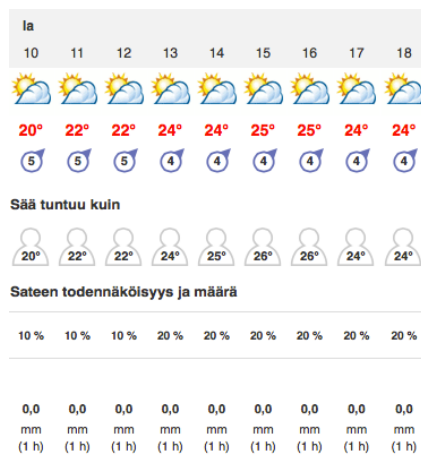 la
10 11 12 13 14 15 16 17 18
20° 22° 22° 24° 24° 25° 25° 24° 24°
5 5 5 4 4 4 4 4 4
Sää tuntuu kuin
20° 22° 22° 24° 25° 26° 26° 24° 24°
Sateen todennäköisyys ja määrä
10 % 10 % 10 % 20 % 20 % 20 % 20 % 20 % 20 %
0,0 0,0 0,0 0,0 0,0 0,0 0,0 0,0 0,0
mm mm mm mm mm mm mm mm mm
(1 h) (1 h) (1 h) (1 h) (1 h) (1 h) (1 h) (1 h) (1 h)